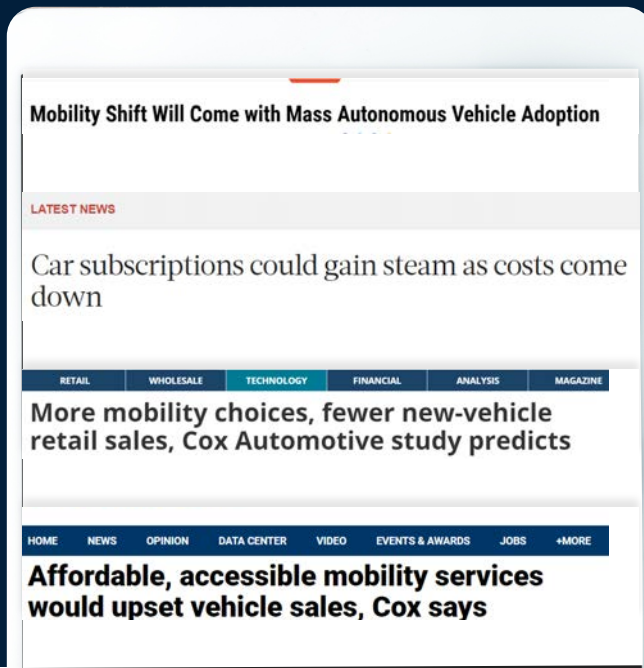 Mobility Shift Will Come with Mass Autonomous Vehicle Adoption
LATEST NEWS
Car subscriptions could gain steam as costs come
down
RETAIL WHOLESALE TECHNOLOGY FINANCIAL ANALYSIS MAGAZINE
More mobility choices, fewer new-vehicle
retail sales, Cox Automotive study predicts
HOME NEWS OPINION DATA CENTER VIDEO EVENTS & AWARDS JOBS +MORE
Affordable, accessible mobility services
would upset vehicle sales, Cox says